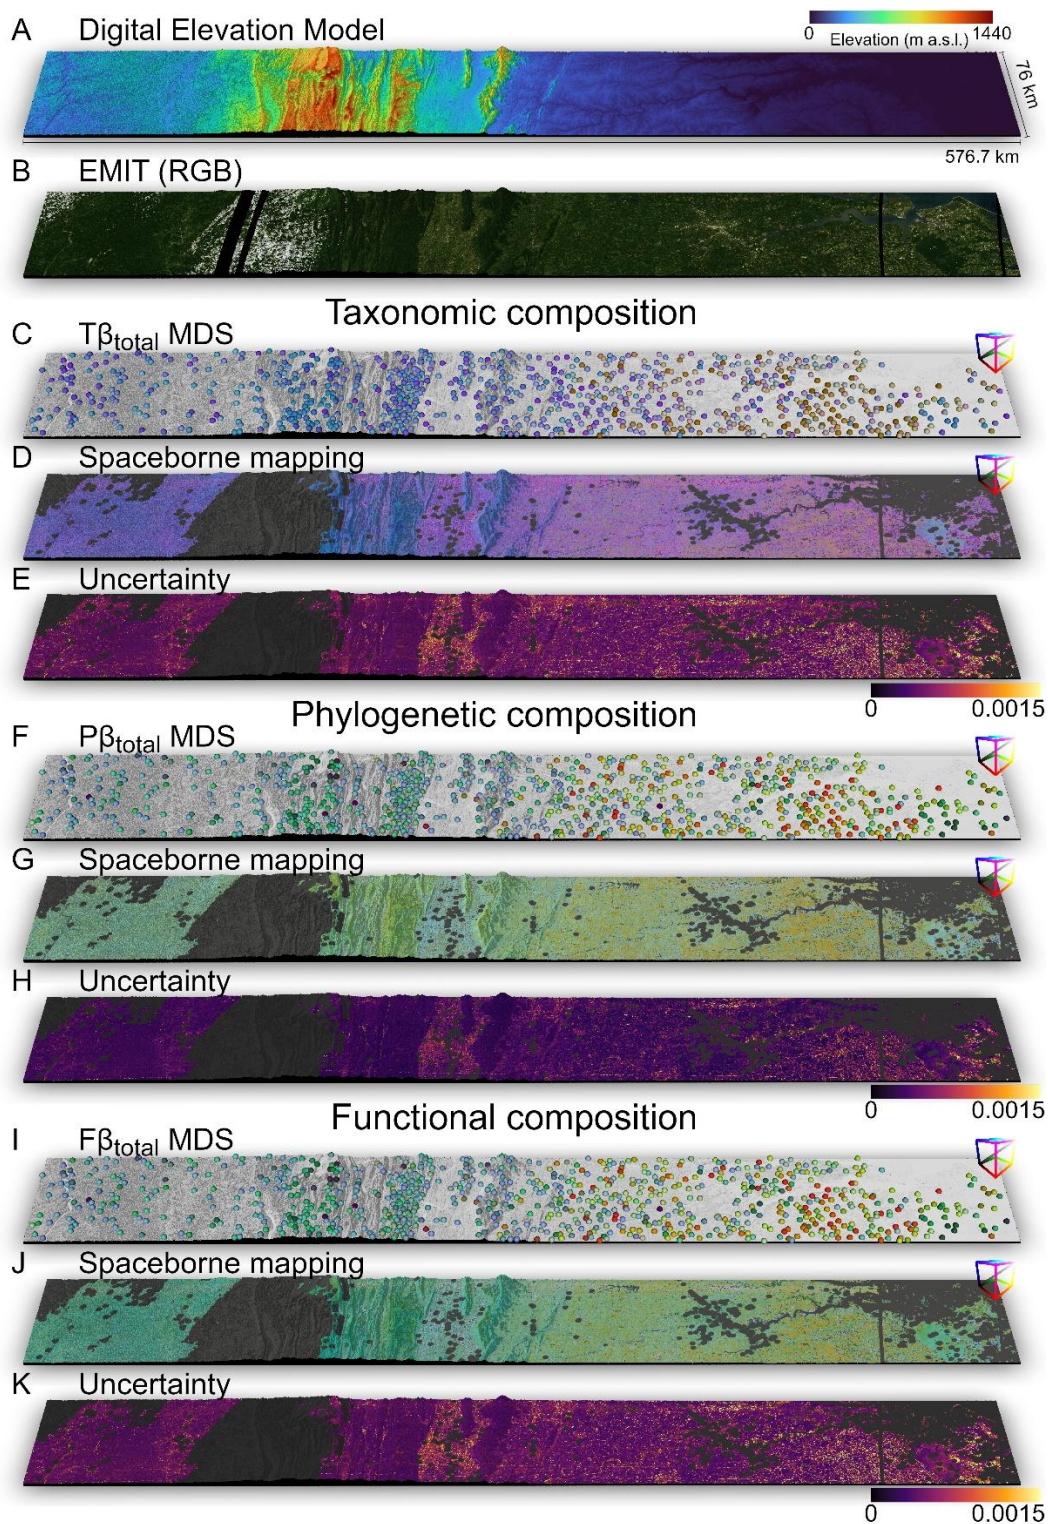 A Digital Elevation Model
0 Elevation (m a.s.l.) 1440
76 km
576.7 km
B EMIT (RGB)
Taxonomic composition
C Tβtotal MDS
D Spaceborne mapping
E Uncertainty
0 0.0015
Phylogenetic composition
F Pβtotal MDS
G Spaceborne mapping
H Uncertainty
0 0.0015
Functional composition
I Fβtotal MDS
J Spaceborne mapping
K Uncertainty
0 0.0015